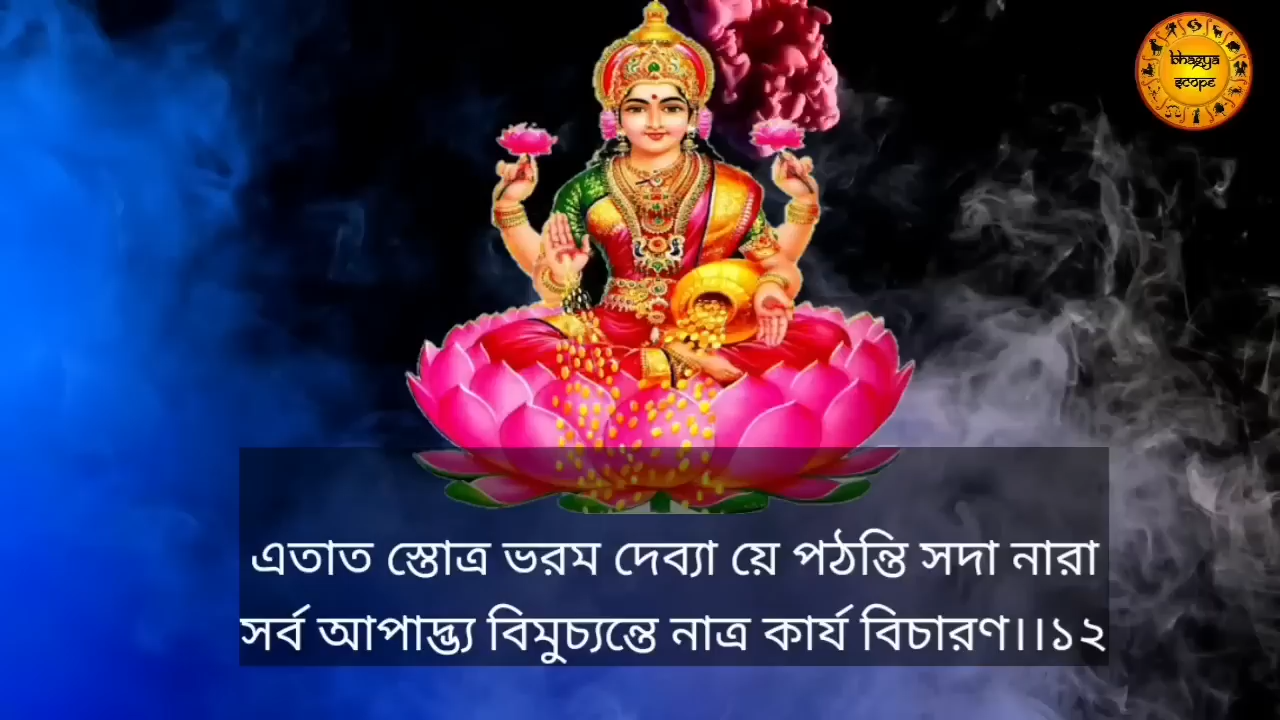 bhagya
scope
এতাত স্তোত্র ভরম দেব্যা য়ে পঠন্তি সদা নারা
সর্ব আপাদ্ভ্য বিমুচ্যন্তে নাত্র কার্য বিচারণ।।১২